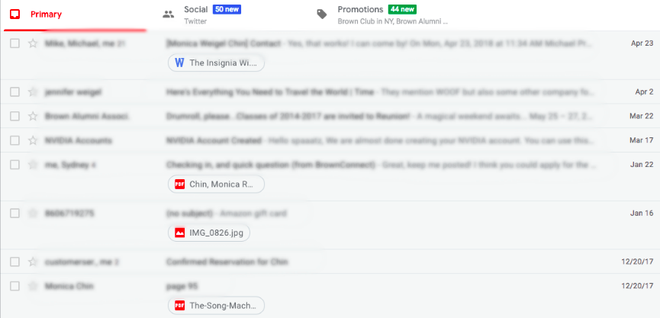 Primary
Social 50 new
Twitter
Promotions 44 new
Brown Club in NY, Brown Alumni ...
Mike, Michael, me 21 [Monica Weigel Chin] Contact - Yes, that works! I can come by! On Mon, Apr 23, 2018 at 11:34 AM Michael Pr... Apr 23
The Insignia Wi...
jennifer weigel Here's Everything You Need to Travel the World | Time - They mention WOOF but also some other company fo... Apr 2
Brown Alumni Associ. Drumroll, please...Classes of 2014-2017 are invited to Reunion! - A magical weekend awaits... May 25 – 27, 2... Mar 22
NVIDIA Accounts NVIDIA Account Created - Hello spaaatz, We are almost done creating your NVIDIA account. You can use this... Mar 17
me, Sydney Checking in, and quick question (from BrownConnect) - Great, keep me posted! I think you could apply for the... Jan 22
PDF Chin, Monica R...
8606719275 (no subject) - Amazon gift card Jan 16
IMG_0826.jpg
customerser., me Confirmed Reservation for Chin 12/20/17
Monica Chin page 95 12/20/17
PDF The-Song-Mach...